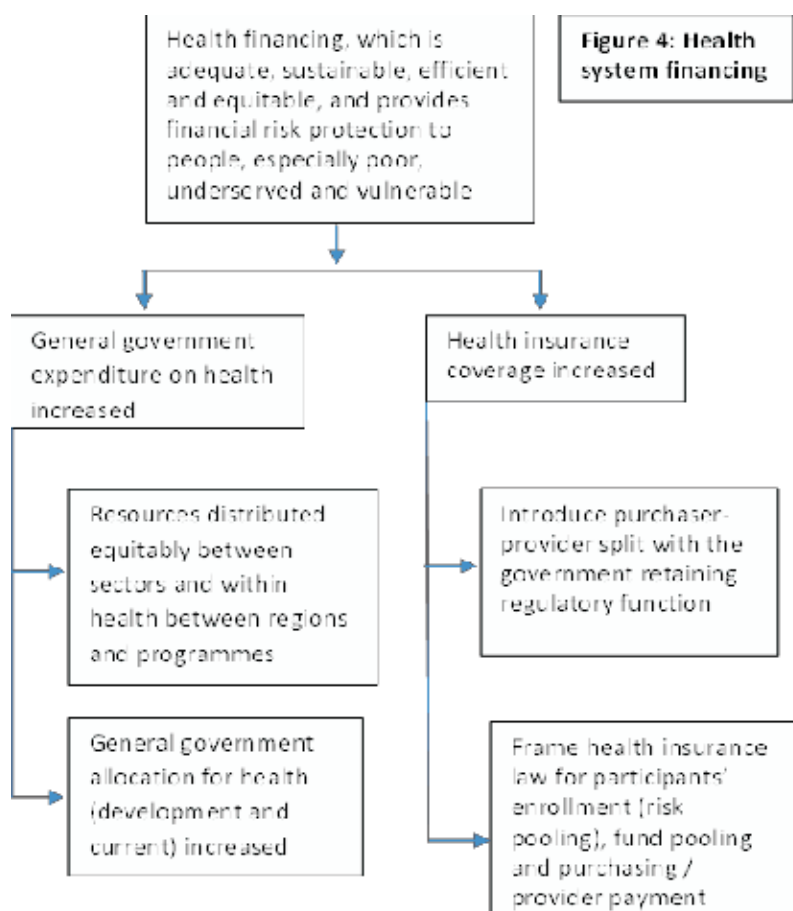 Health financing, which is
adequate, sustainable, efficient
and equitable, and provides
financial risk protection to
people, especially poor,
underserved and vulnerable
Figure 4: Health
system financing
General government
expenditure on health
increased
Health insurance
coverage increased
Resources distributed
equitably between
sectors and within
health between regions
and programmes
Introduce purchaser-
provider split with the
government retaining
regulatory function
General government
allocation for health
(development and
current) increased
Frame health insurance
law for participants’
enrollment (risk
pooling), fund pooling
and purchasing /
provider payment